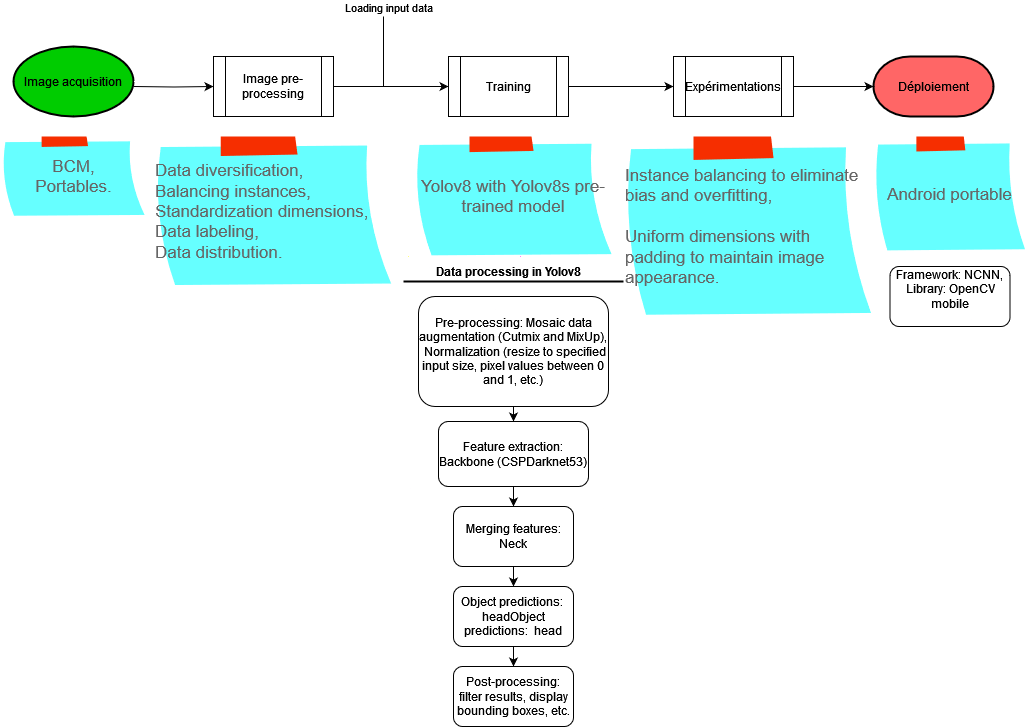 Loading input data
Image acquisition
Image pre-
processing
Training
Expérimentations
Déploiement
BCM,
Portables.
Data diversification,
Balancing instances,
Standardization dimensions,
Data labeling,
Data distribution.
Yolov8 with Yolov8s pre-
trained model
Instance balancing to eliminate
bias and overfitting,
Uniform dimensions with
padding to maintain image
appearance.
Android portable
Framework: NCNN,
Library: OpenCV
mobile
Data processing in Yolov8
Pre-processing: Mosaic data
augmentation (Cutmix and MixUp),
Normalization (resize to specified
input size, pixel values between 0
and 1, etc.)
Feature extraction:
Backbone (CSPDarknet53)
Merging features:
Neck
Object predictions:
headObject
predictions: head
Post-processing:
filter results, display
bounding boxes, etc.